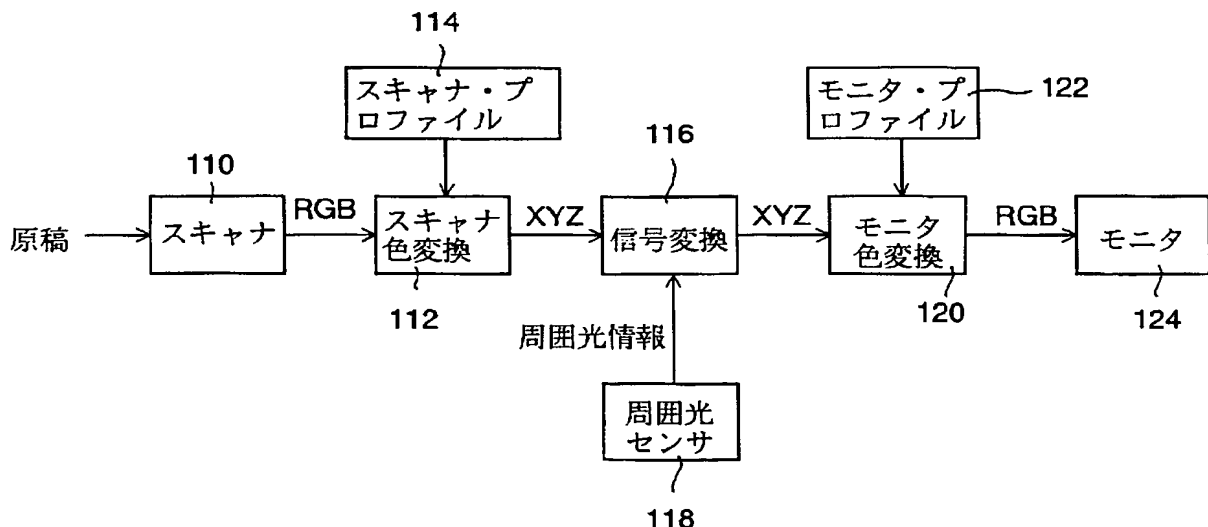 114
スキャナ・プ
ロファイル
モニタ・プ
ロファイル
122
110
116
原稿
スキャナ
RGB
スキャナ
色変換
XYZ
信号変換
XYZ
モニタ
色変換
RGB
モニタ
112
120
124
周囲光情報
周囲光
センサ
118